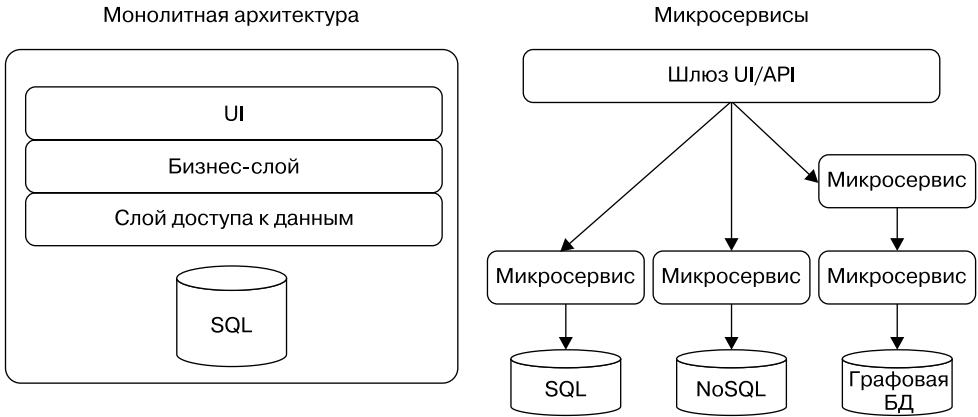 Монолитная архитектура
UI
Бизнес-слой
Слой доступа к данным
SQL
Микросервисы
Шлюз UI/API
Микросервис
Микросервис
Микросервис
Микросервис
SQL
NoSQL
Графовая
БД